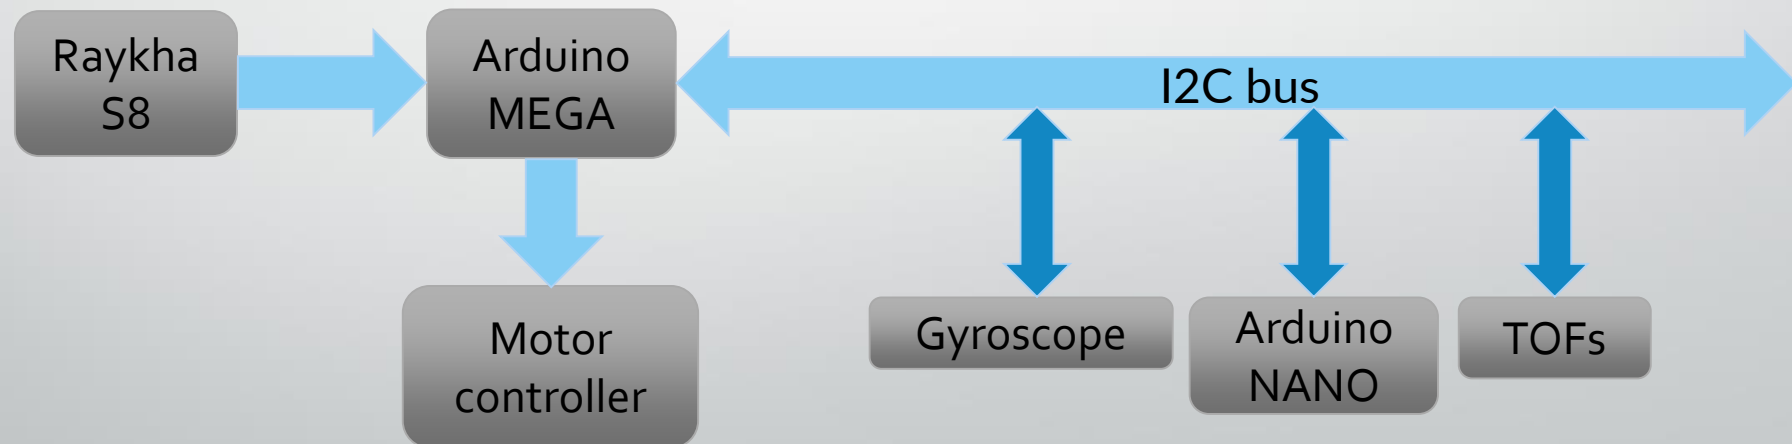 Raykha
S8
Arduino
MEGA
I2C bus
Motor
controller
Gyroscope
Arduino
NANO
TOFs